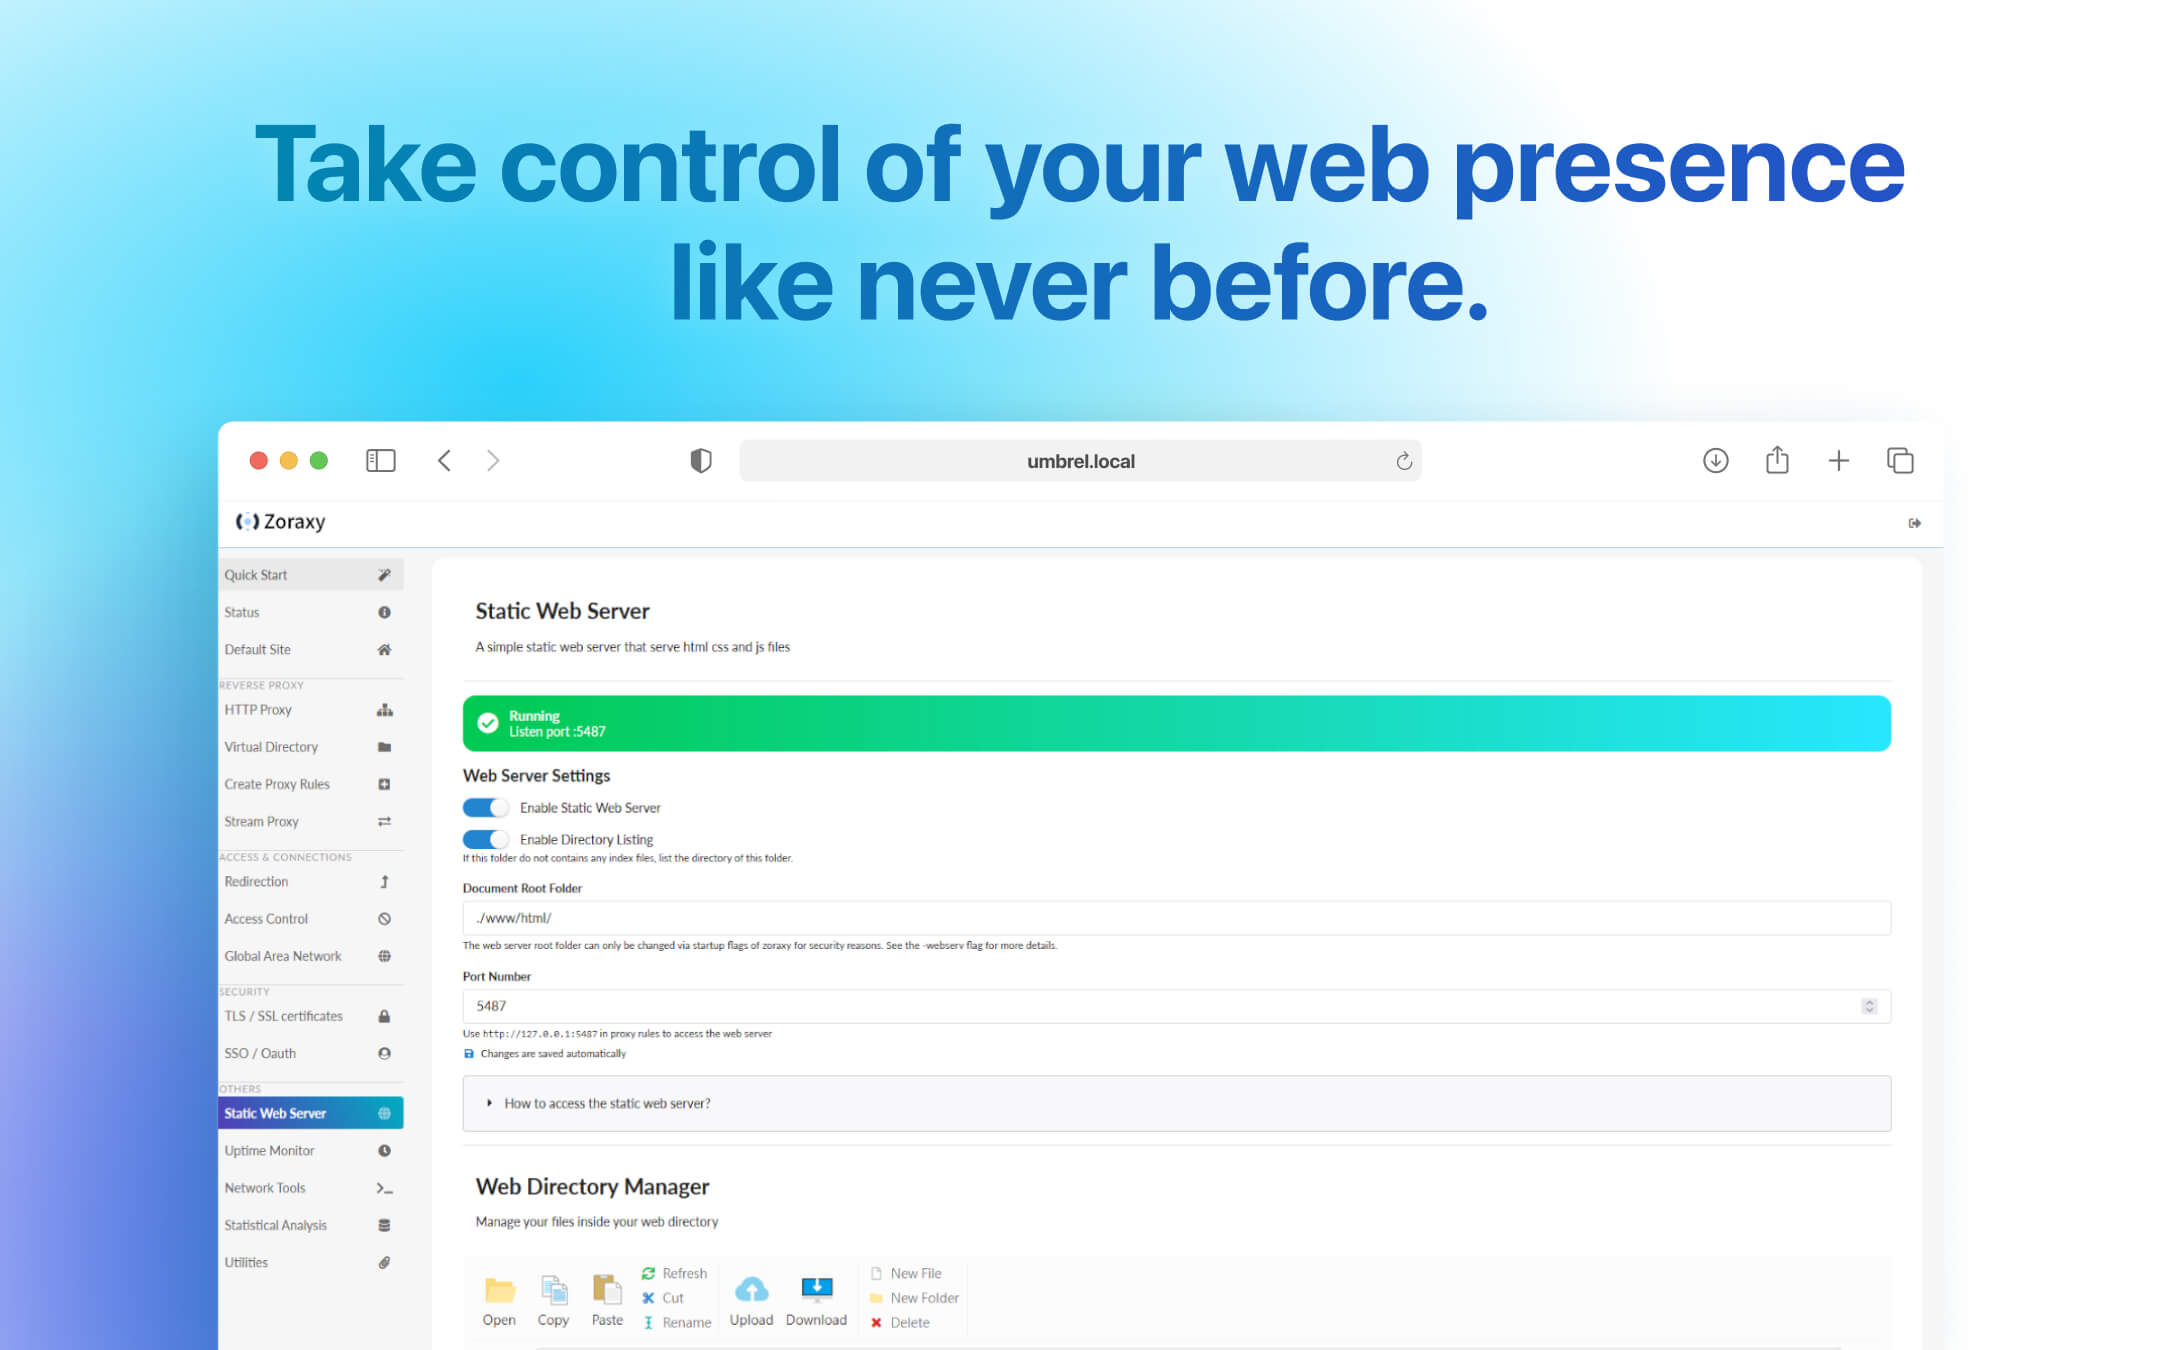 Take control of your web presence
like never before.
umbrel.local
Zoraxy
Quick Start
Status
Default Site
REVERSE PROXY
HTTP Proxy
Virtual Directory
Create Proxy Rules
Stream Proxy
ACCESS & CONNECTIONS
Redirection
Access Control
Global Area Network
SECURITY
TLS / SSL certificates
SSO / Oauth
OTHERS
Static Web Server
Uptime Monitor
Network Tools
Statistical Analysis
Utilities
Static Web Server
A simple static web server that serve html css and js files
Running
Listen port :5487
Web Server Settings
Enable Static Web Server
Enable Directory Listing
If this folder do not contains any index files, list the directory of this folder.
Document Root Folder
./www/html/
The web server root folder can only be changed via startup flags of zoraxy for security reasons. See the -webserv flag for more details.
Port Number
5487
Use http://127.0.0.1:5487 in proxy rules to access the web server
Changes are saved automatically
How to access the static web server?
Web Directory Manager
Manage your files inside your web directory
Open
Copy
Paste
Refresh
Cut
Rename
Upload
Download
New File
New Folder
Delete